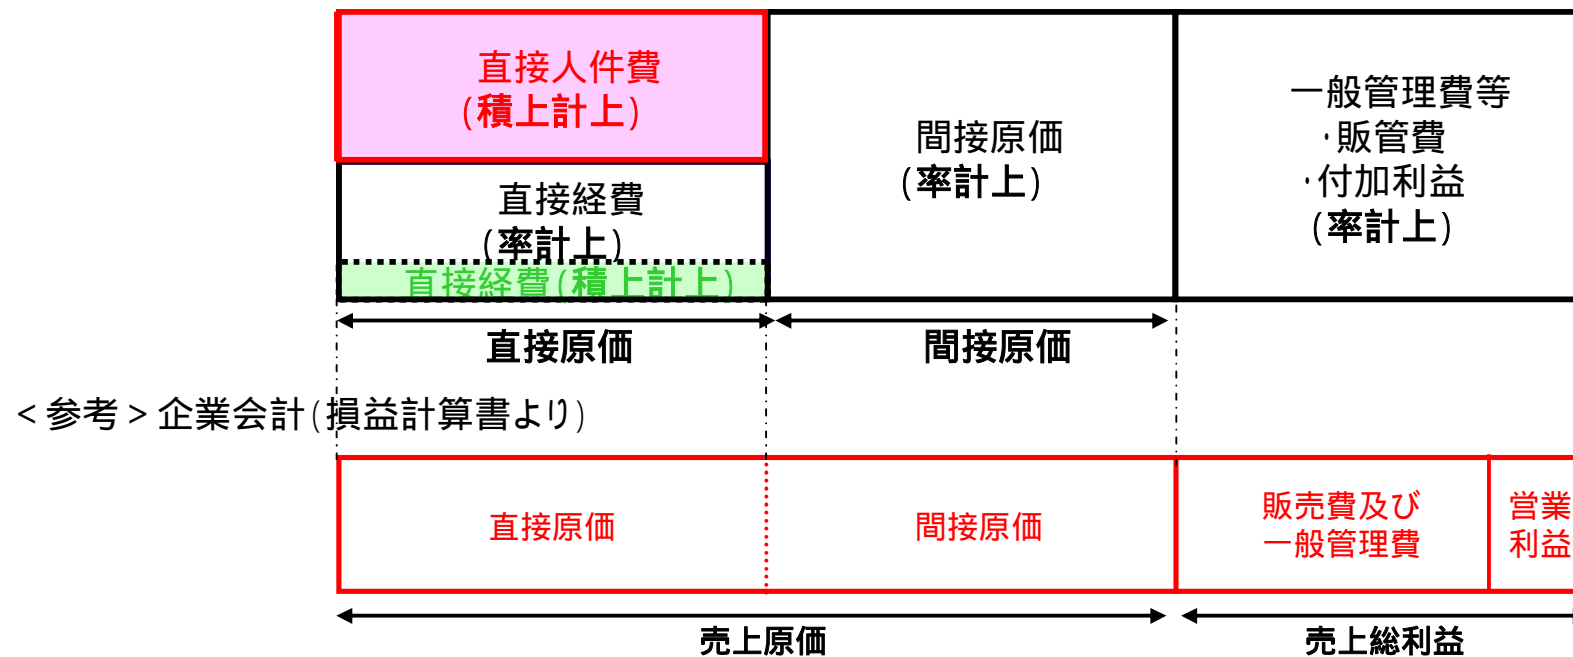 直接人件費
(積上計上)
直接経費
(率計上)
直接経費(積上計上)
間接原価
(率計上)
一般管理費等
・販管費
・付加利益
(率計上)
直接原価
間接原価
<参考>企業会計(損益計算書より)
直接原価
間接原価
販売費及び
一般管理費
営業
利益
売上原価
売上総利益